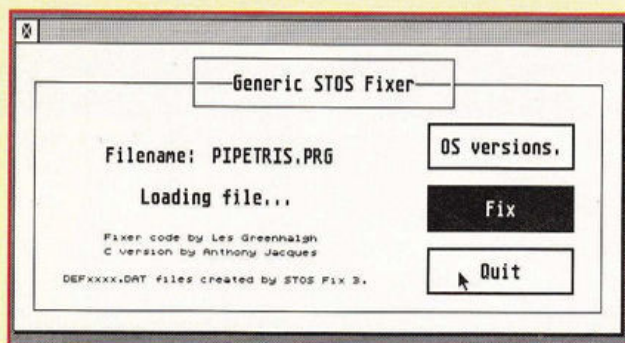 Generic STOS Fixer
Filename: PIPETRIS.PRG
Loading file...
Fixer code by Les Greenhalgh
C version by Anthony Jacques
DEFxxxx.DAT files created by STOS Fix 3.
OS versions.
Fix
Quit